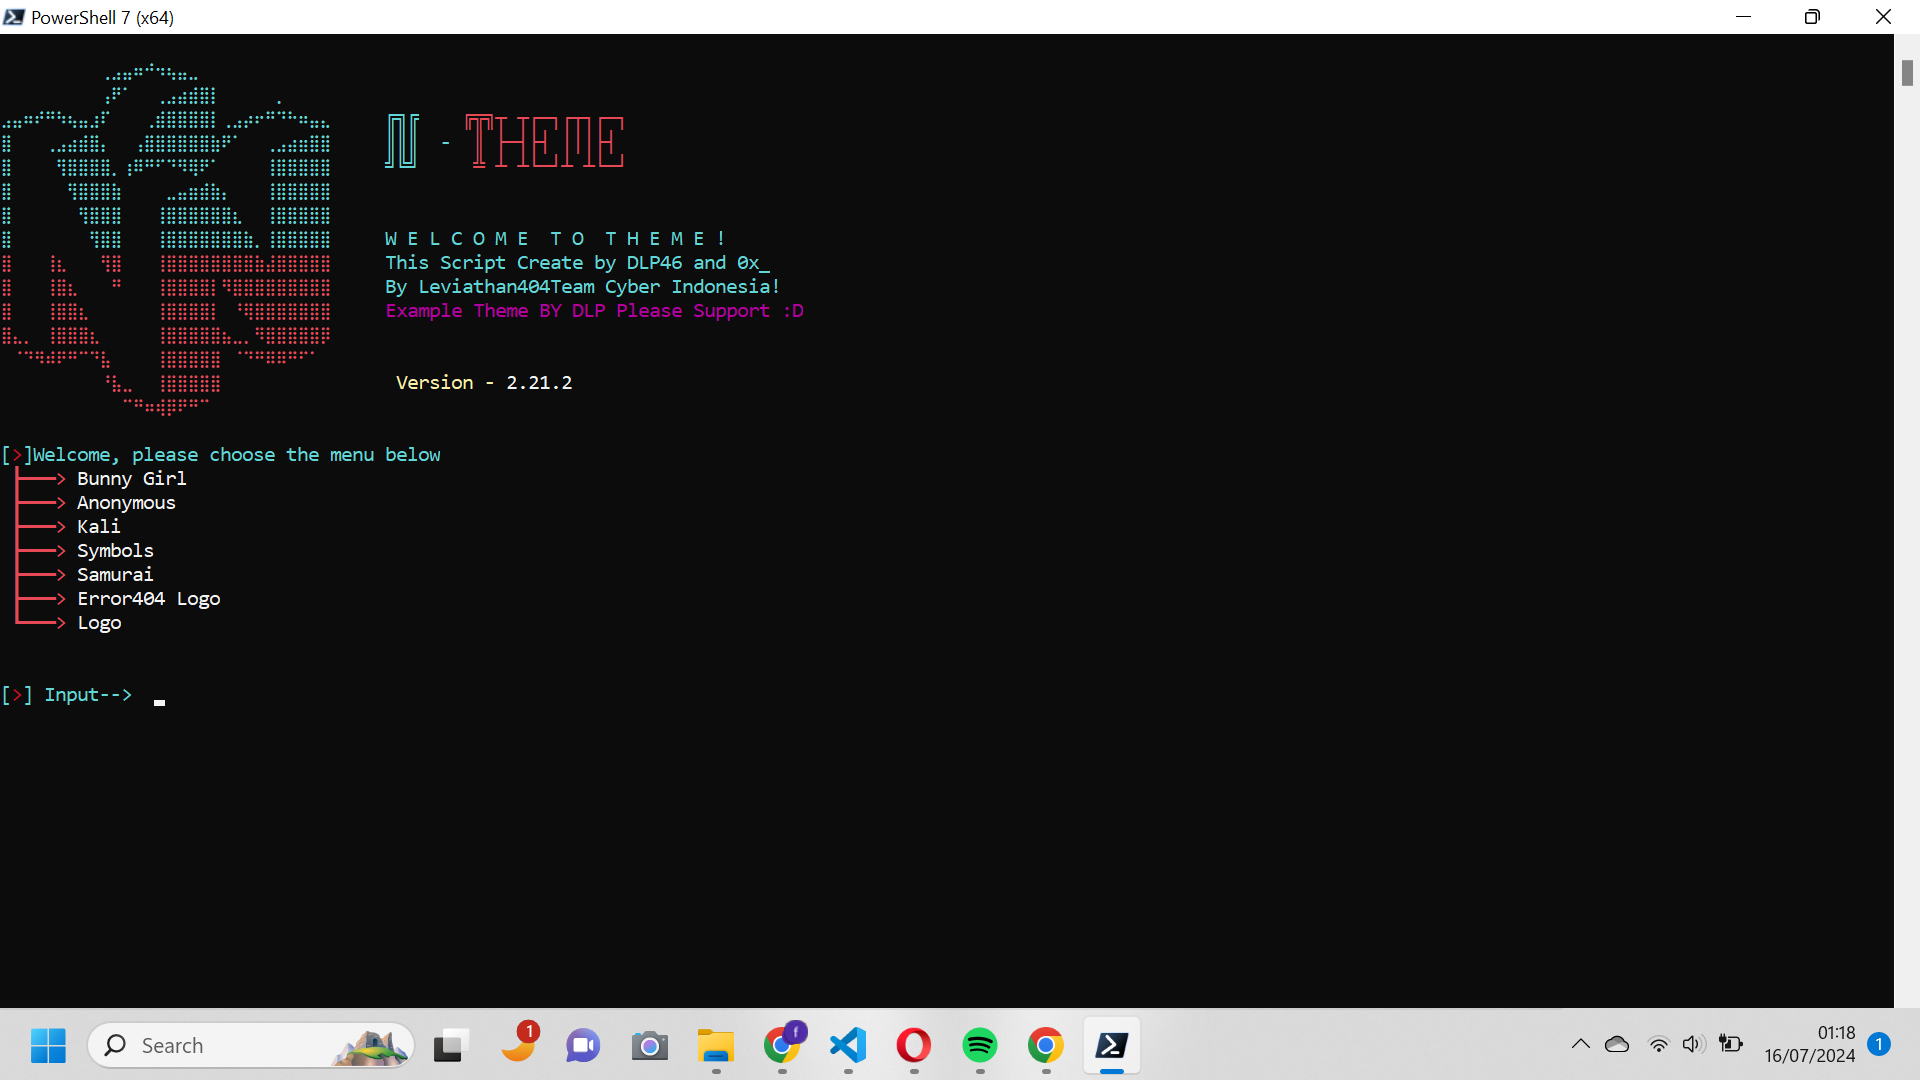 PowerShell 7 (x64)
N - THEME
W E L C O M E  T O  T H E M E !
This Script Create by DLP46 and 0x_
By Leviathan404Team Cyber Indonesia!
Example Theme BY DLP Please Support :D
Version - 2.21.2
[>]Welcome, please choose the menu below
> Bunny Girl
> Anonymous
> Kali
> Symbols
> Samurai
> Error404 Logo
> Logo
[>] Input-->
Search
1
f
01:18
16/07/2024
1